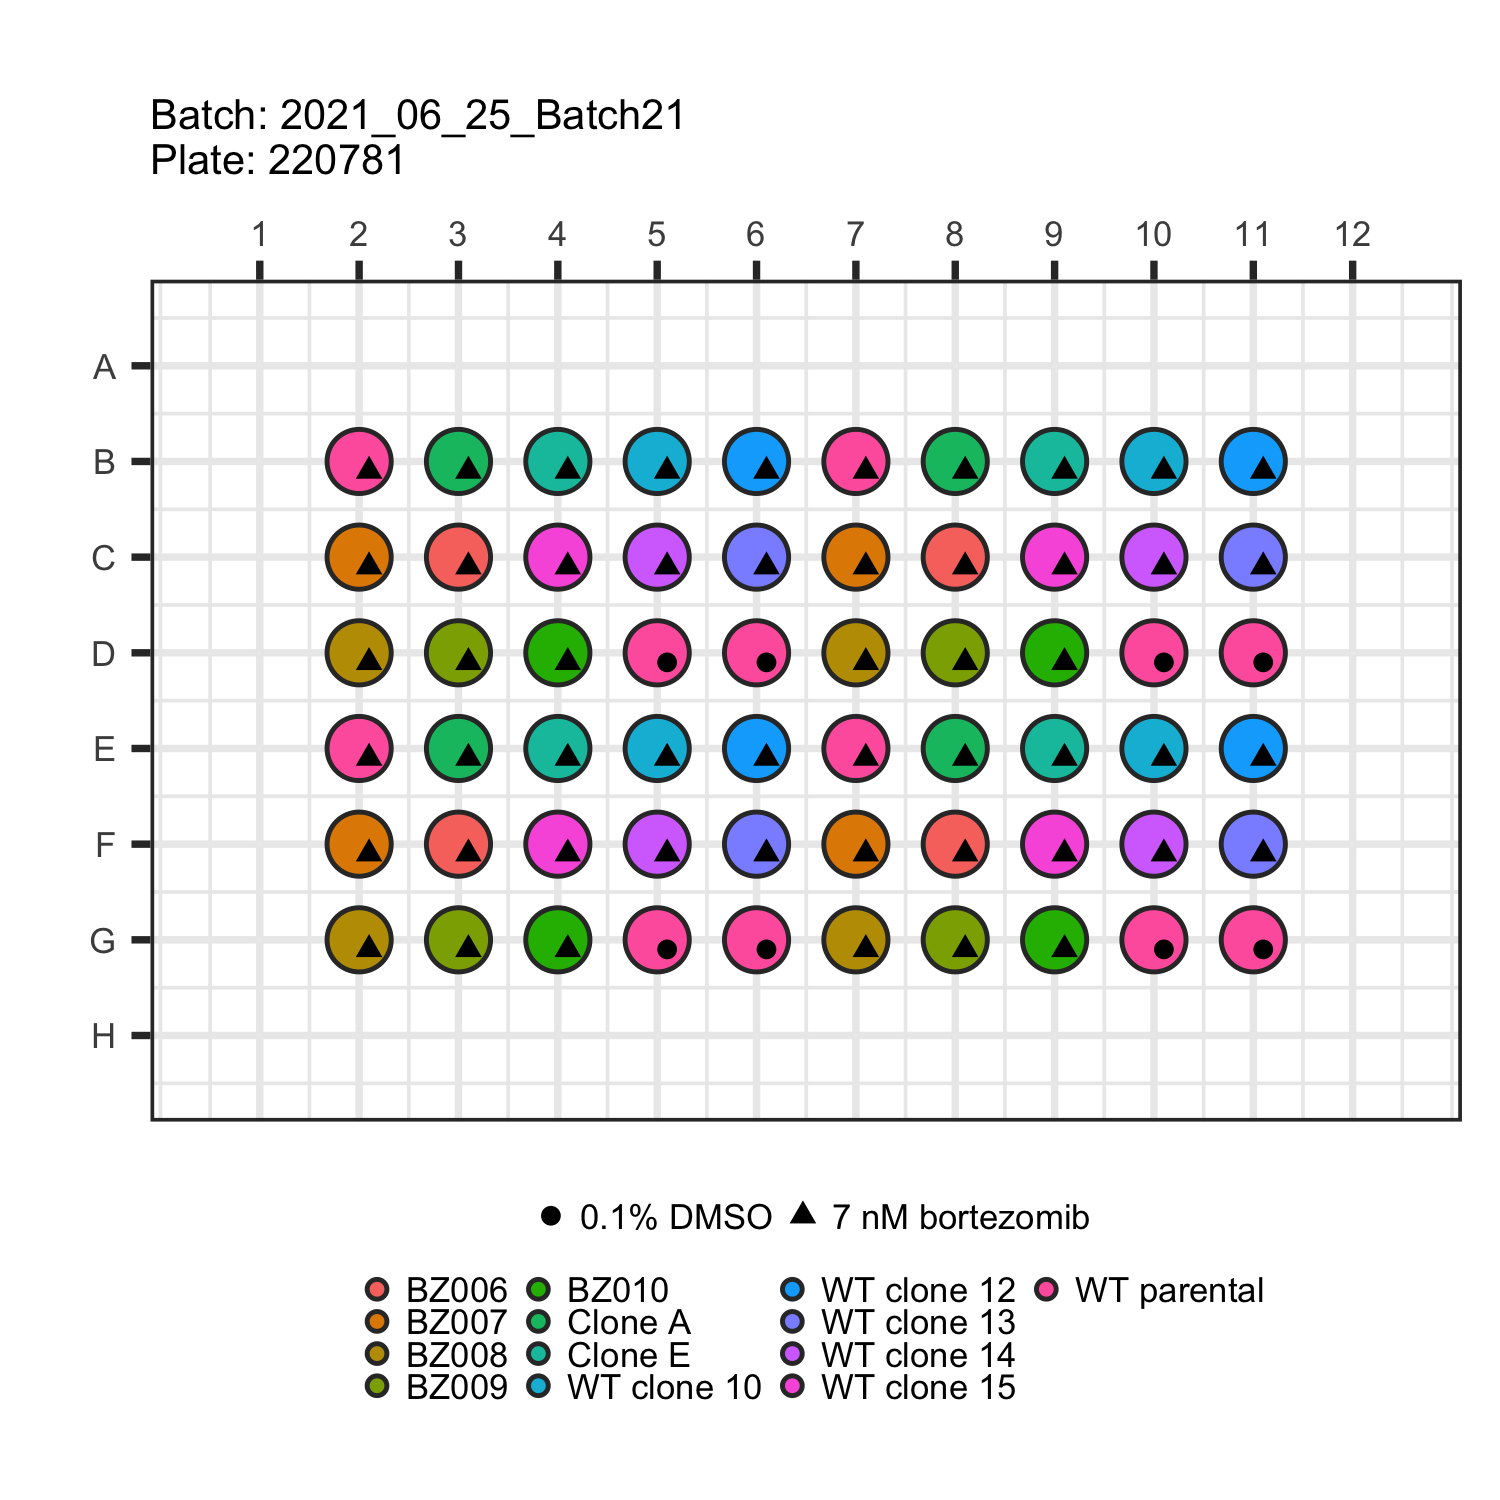 Batch: 2021_06_25_Batch21
Plate: 220781
1 2 3 4 5 6 7 8 9 10 11 12
A
B
C
D
E
F
G
H
0.1% DMSO 7 nM bortezomib
BZ006 BZ010 WT clone 12 WT parental
BZ007 Clone A WT clone 13
BZ008 Clone E WT clone 14
BZ009 WT clone 10 WT clone 15